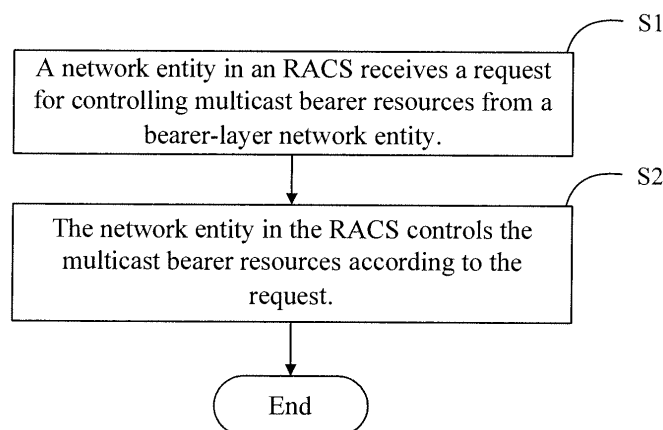 S1
A network entity in an RACS receives a request
for controlling multicast bearer resources from a
bearer-layer network entity.
S2
The network entity in the RACS controls the
multicast bearer resources according to the
request.
End